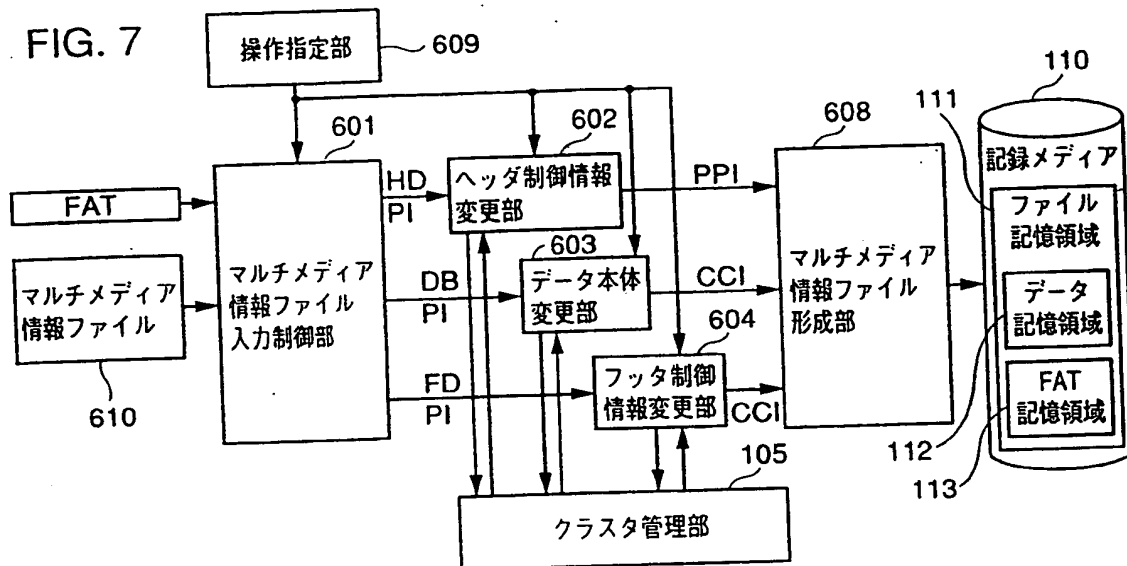 FIG. 7
操作指定部
609
601
602
608
110
111
FAT
HD
PI
ヘッダ制御情報
変更部
PPI
記録メディア
ファイル
記憶領域
マルチメディア
情報ファイル
610
マルチメディア
情報ファイル
入力制御部
DB
PI
603
データ本体
変更部
CCI
マルチメディア
情報ファイル
形成部
データ
記憶領域
112
604
FD
PI
フッタ制御
情報変更部
CCI
FAT
記憶領域
113
105
クラスタ管理部